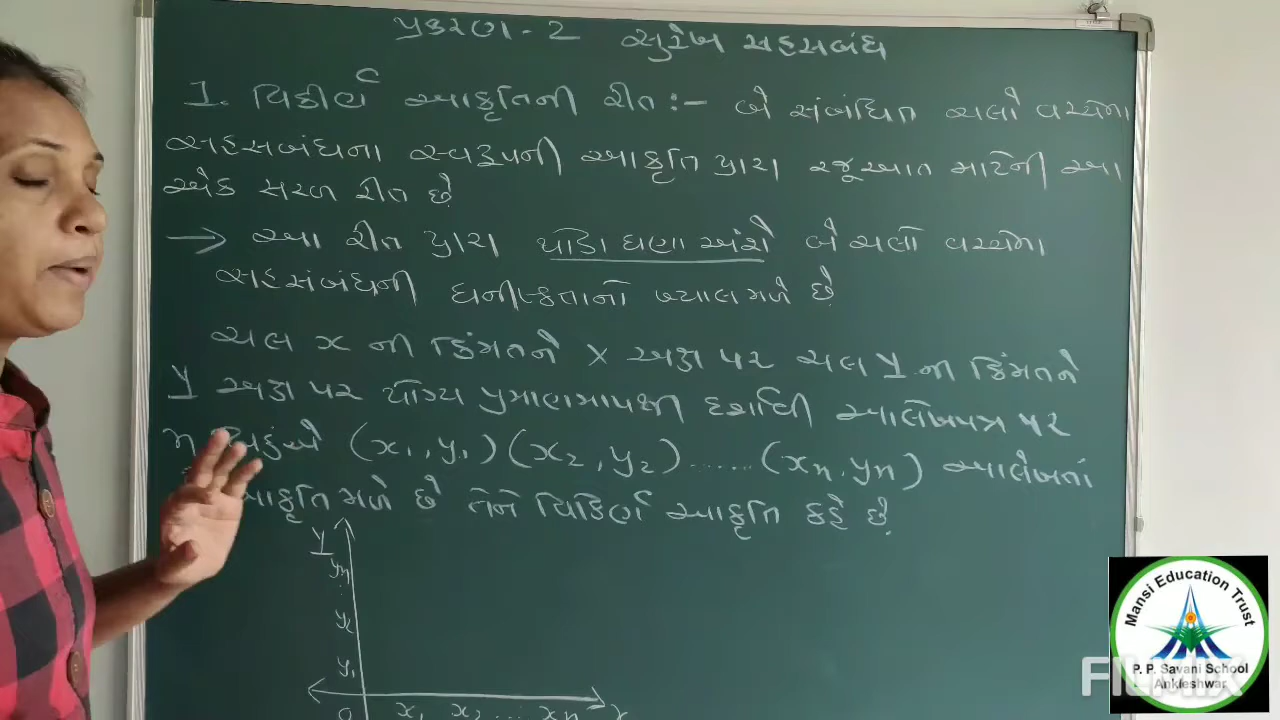 પ્રકરણ - 2 સુરેખ સહસબંધ
1. વિકીર્ણ આકૃતિની રીત :- બે સંબંધિત ચલો વચ્ચેના
સહસબંધના સ્વરૂપની આકૃતિ દ્વારા રજૂઆત માટેની આ
એક સરળ રીત છે
→ આ રીત દ્વારા થોડા ઘણા અંશે બે ચલો વચ્ચેના
સહસંબંધની ઘનીષ્ઠતાનો ખ્યાલ મળે છે
ચલ x ની કિંમતને X અક્ષ પર ચલ Y ની કિંમતને
Y અક્ષ પર યોગ્ય પ્રમાણમાપથી દર્શાવી આલેખપત્ર પર
n (x1, y1) (x2, y2) ...... (xn, yn) આલેખતાં
આકૃતિ મળે છે તેને વિકિર્ણ આકૃતિ કહે છે.
Y
yn
y2
y1
0 x1 x2 ... xn X
Mansi Education Trust
P. P. Savani School
Ankleshwar
FILMIX